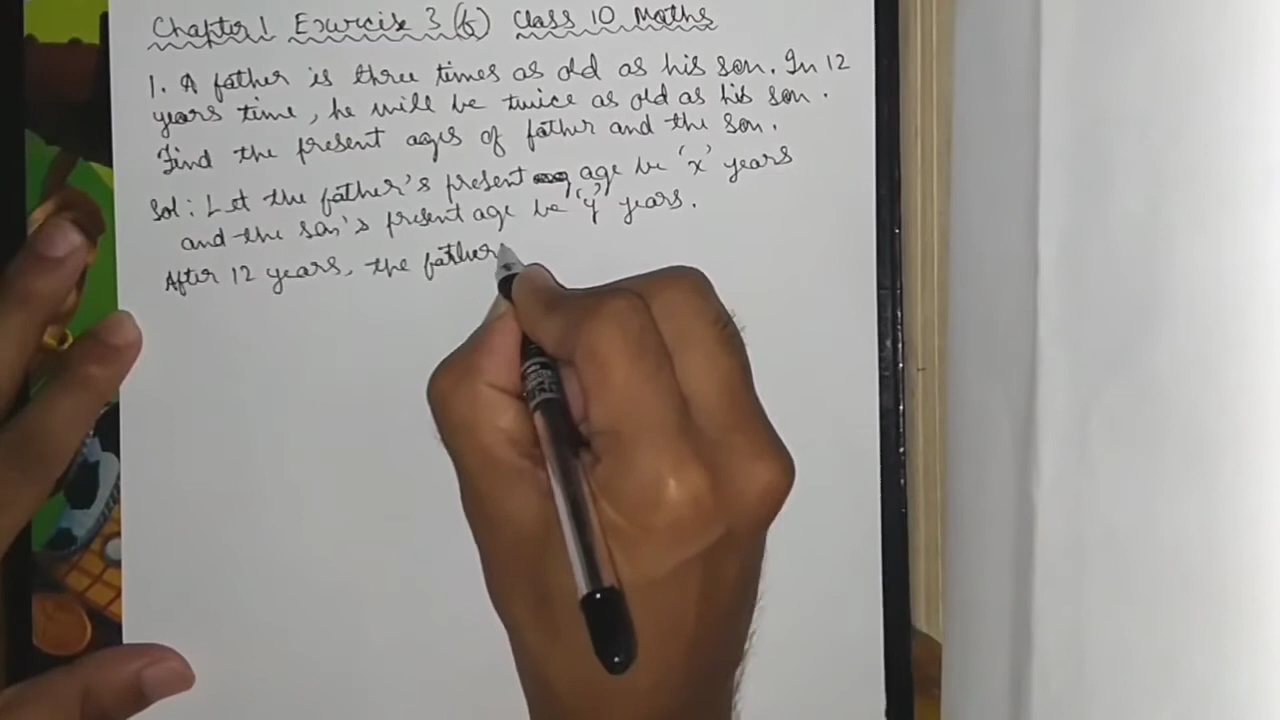 Chapter 1 Exercise 3 (b) Class 10 Maths
1. A father is three times as old as his son. In 12
years time, he will be twice as old as his son.
Find the present ages of father and the son.
Sol: Let the father's present age be 'x' years
and the son's present age be 'y' years.
After 12 years, the father